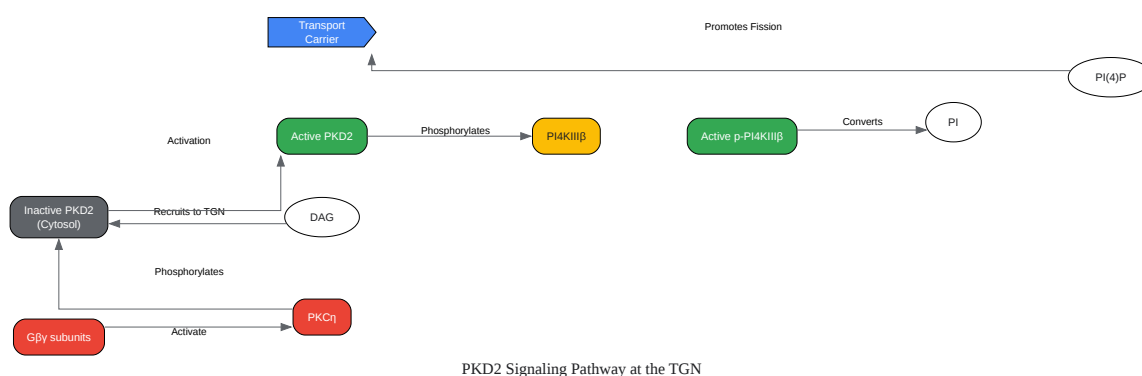 Transport
Carrier
Promotes Fission
PI(4)P
Active PKD2
Phosphorylates
PI4KIIIβ
Active p-PI4KIIIβ
Converts
PI
Activation
Inactive PKD2
(Cytosol)
Recruits to TGN
DAG
Phosphorylates
PKCη
Gβγ subunits
Activate
PKD2 Signaling Pathway at the TGN